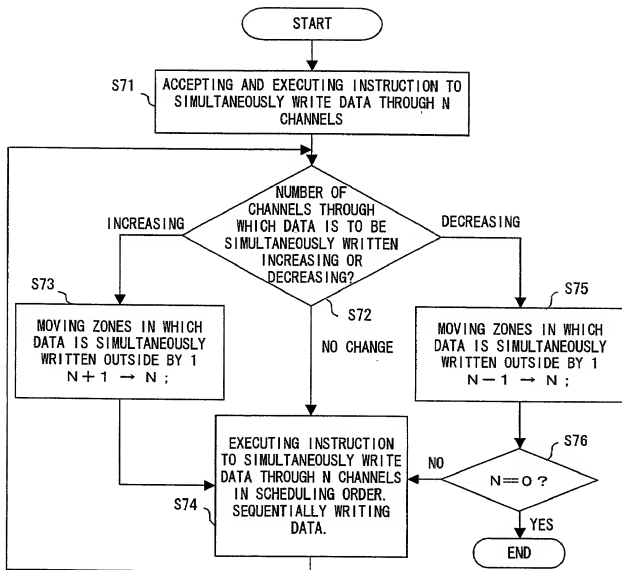 START
S71
ACCEPTING AND EXECUTING INSTRUCTION TO
SIMULTANEOUSLY WRITE DATA THROUGH N
CHANNELS
NUMBER OF
CHANNELS THROUGH
WHICH DATA IS TO BE
SIMULTANEOUSLY WRITTEN
INCREASING OR
DECREASING?
INCREASING
DECREASING
S72
NO CHANGE
S73
MOVING ZONES IN WHICH
DATA IS SIMULTANEOUSLY
WRITTEN OUTSIDE BY 1
N+1 → N ;
S75
MOVING ZONES IN WHICH
DATA IS SIMULTANEOUSLY
WRITTEN OUTSIDE BY 1
N−1 → N ;
S74
EXECUTING INSTRUCTION
TO SIMULTANEOUSLY WRITE
DATA THROUGH N CHANNELS
IN SCHEDULING ORDER.
SEQUENTIALLY WRITING
DATA.
S76
NO
N=0?
YES
END